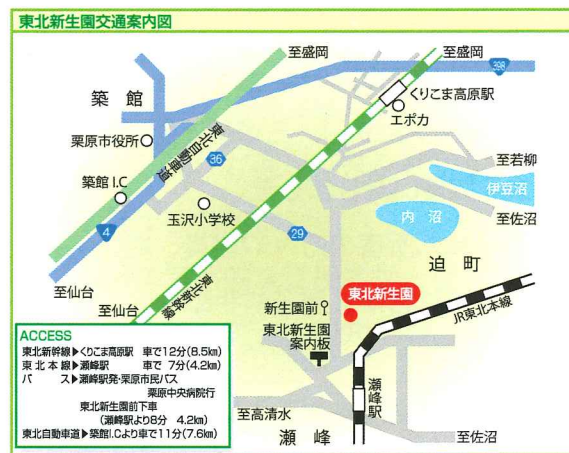 東北新生園交通案内図
至盛岡
至盛岡
398
築館
くりこま高原駅
エポカ
栗原市役所
東北自動車道
36
至若柳
築館I.C
伊豆沼
玉沢小学校
内沼
至佐沼
4
29
迫町
至仙台
東北新幹線
至仙台
新生園前
東北新生園
JR東北本線
東北新生園
案内板
瀬峰駅
至高清水
瀬峰
至佐沼
ACCESS
東北新幹線▶くりこま高原駅 車で12分(8.5km)
東北本線▶瀬峰駅 車で 7分(4.2km)
バス▶瀬峰駅発・栗原市民バス
栗原中央病院行
東北新生園前下車
(瀬峰駅より8分 4.2km)
東北自動車道▶築館I.Cより車で11分(7.6km)